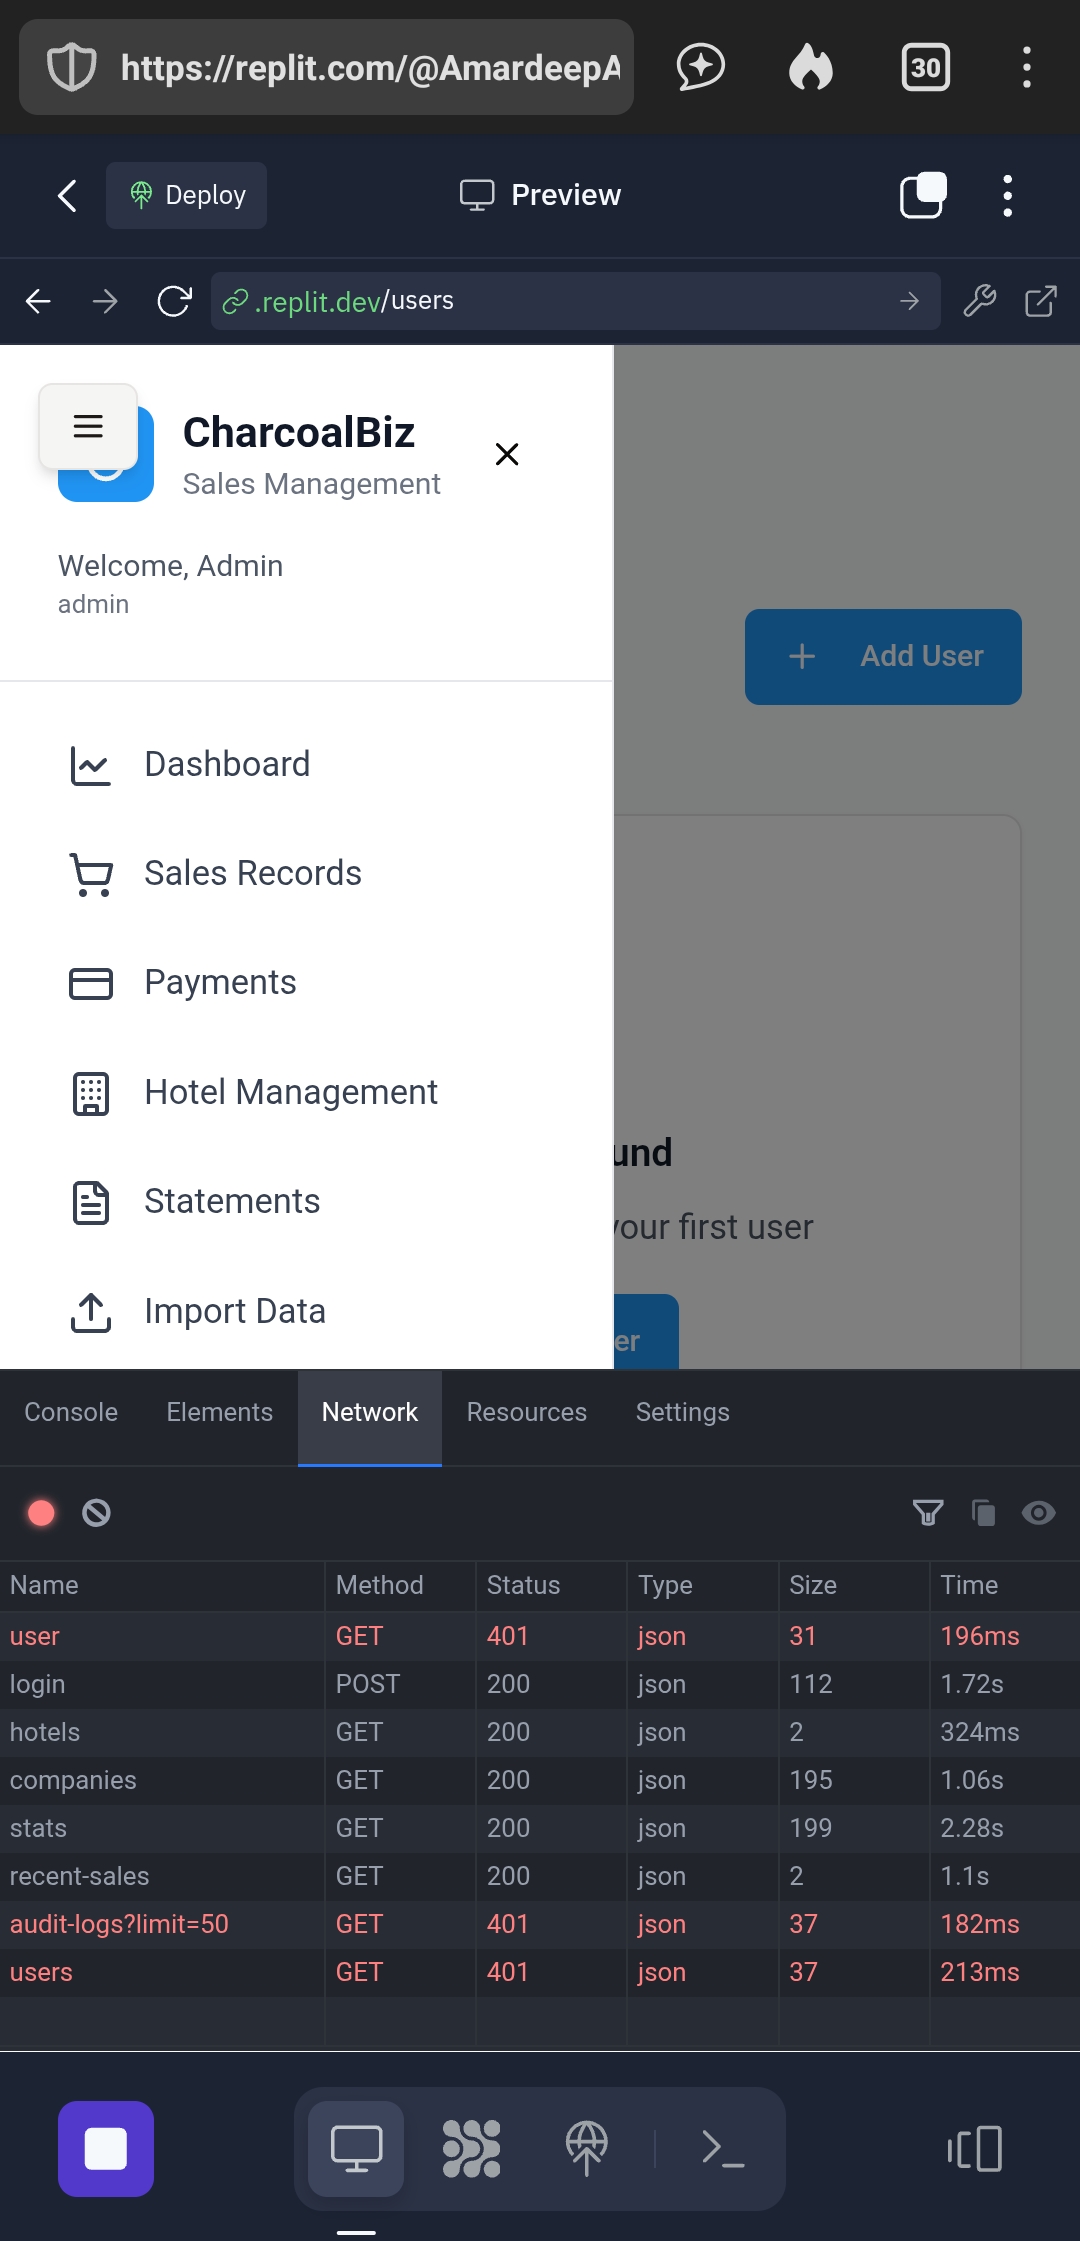 https://replit.com/@AmardeepA
30
Deploy
Preview
.replit.dev/users
CharcoalBiz
Sales Management
Welcome, Admin
admin
Add User
Dashboard
Sales Records
Payments
Hotel Management
und
Statements
your first user
Import Data
er
Console Elements Network Resources Settings
Name Method Status Type Size Time
user GET 401 json 31 196ms
login POST 200 json 112 1.72s
hotels GET 200 json 2 324ms
companies GET 200 json 195 1.06s
stats GET 200 json 199 2.28s
recent-sales GET 200 json 2 1.1s
audit-logs?limit=50 GET 401 json 37 182ms
users GET 401 json 37 213ms